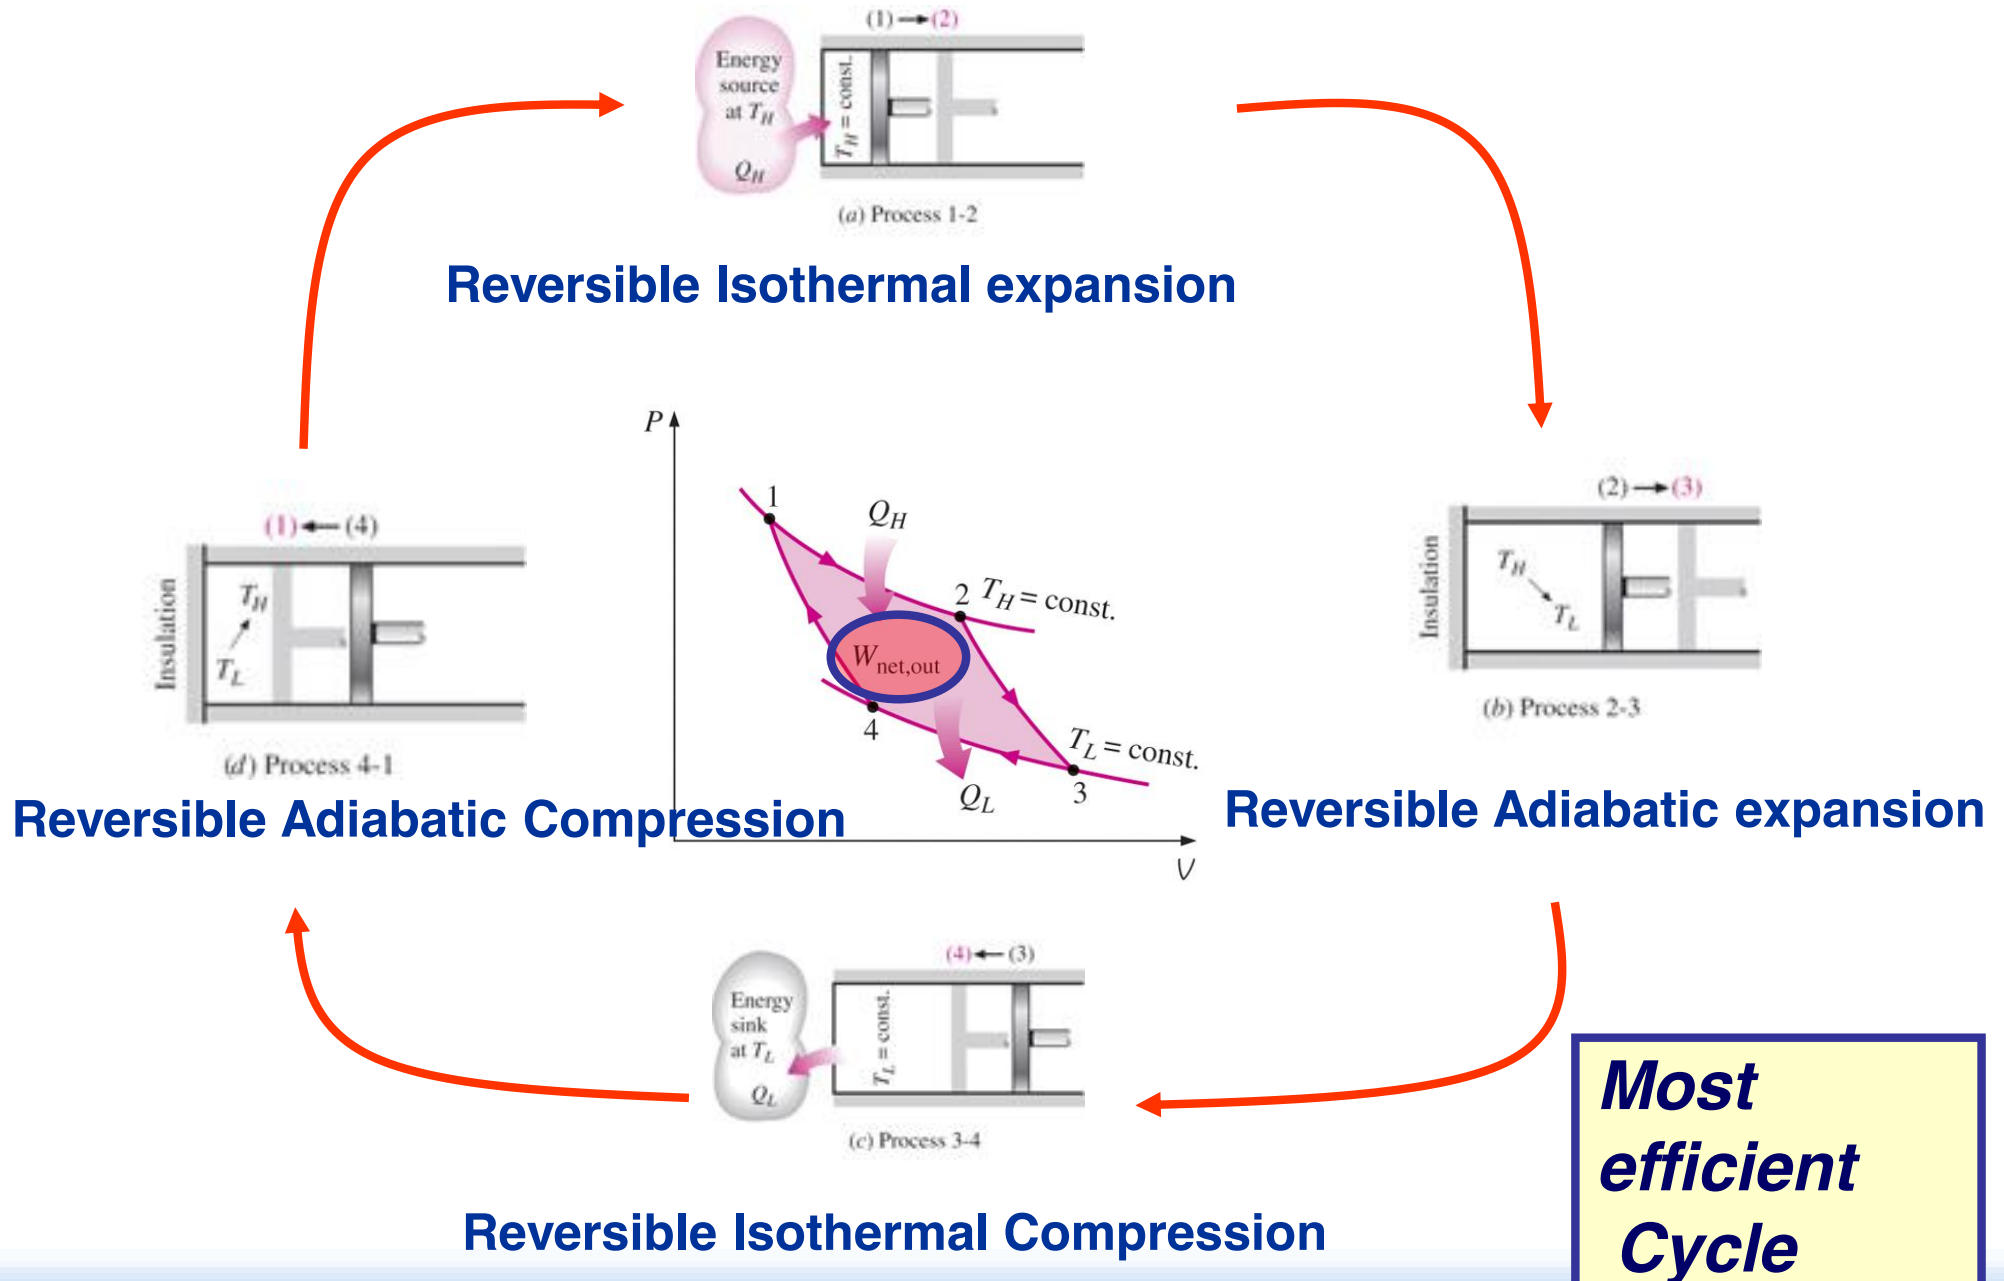 (1)→(2)
Energy
source
at T_H
Q_H
T_H = const.
(a) Process 1-2
Reversible Isothermal expansion
(1)←(4)
Insulation
T_H
T_L
(d) Process 4-1
Reversible Adiabatic Compression
P
1
Q_H
2
T_H = const.
W_net,out
4
T_L = const.
Q_L
3
V
(2)→(3)
Insulation
T_H
T_L
(b) Process 2-3
Reversible Adiabatic expansion
(4)←(3)
Energy
sink
at T_L
Q_L
T_L = const.
(c) Process 3-4
Reversible Isothermal Compression
Most
efficient
Cycle